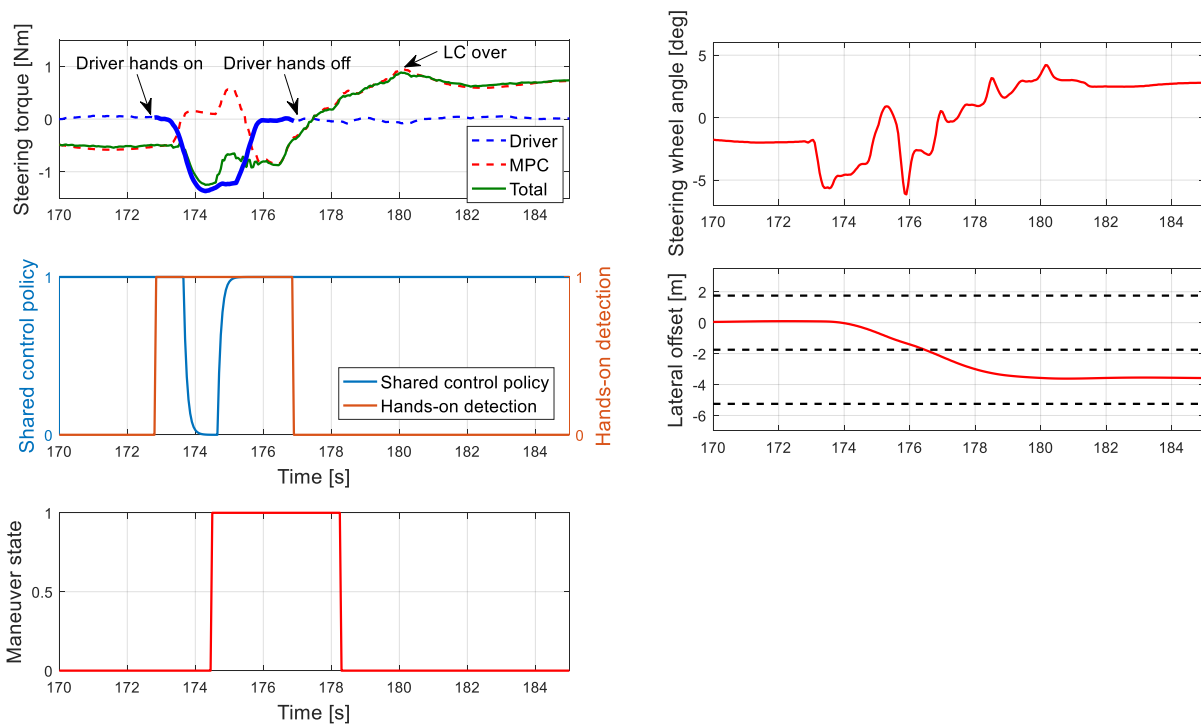 Steering torque [Nm]
1
0
-1
Driver hands on
Driver hands off
LC over
Driver
MPC
Total
170 172 174 176 178 180 182 184
Steering wheel angle [deg]
5
0
-5
170 172 174 176 178 180 182 184
Shared control policy
1
0
Shared control policy
Hands-on detection
1
0
Hands-on detection
170 172 174 176 178 180 182 184
Time [s]
Lateral offset [m]
2
0
-2
-4
-6
170 172 174 176 178 180 182 184
Maneuver state
1
0.5
0
170 172 174 176 178 180 182 184
Time [s]